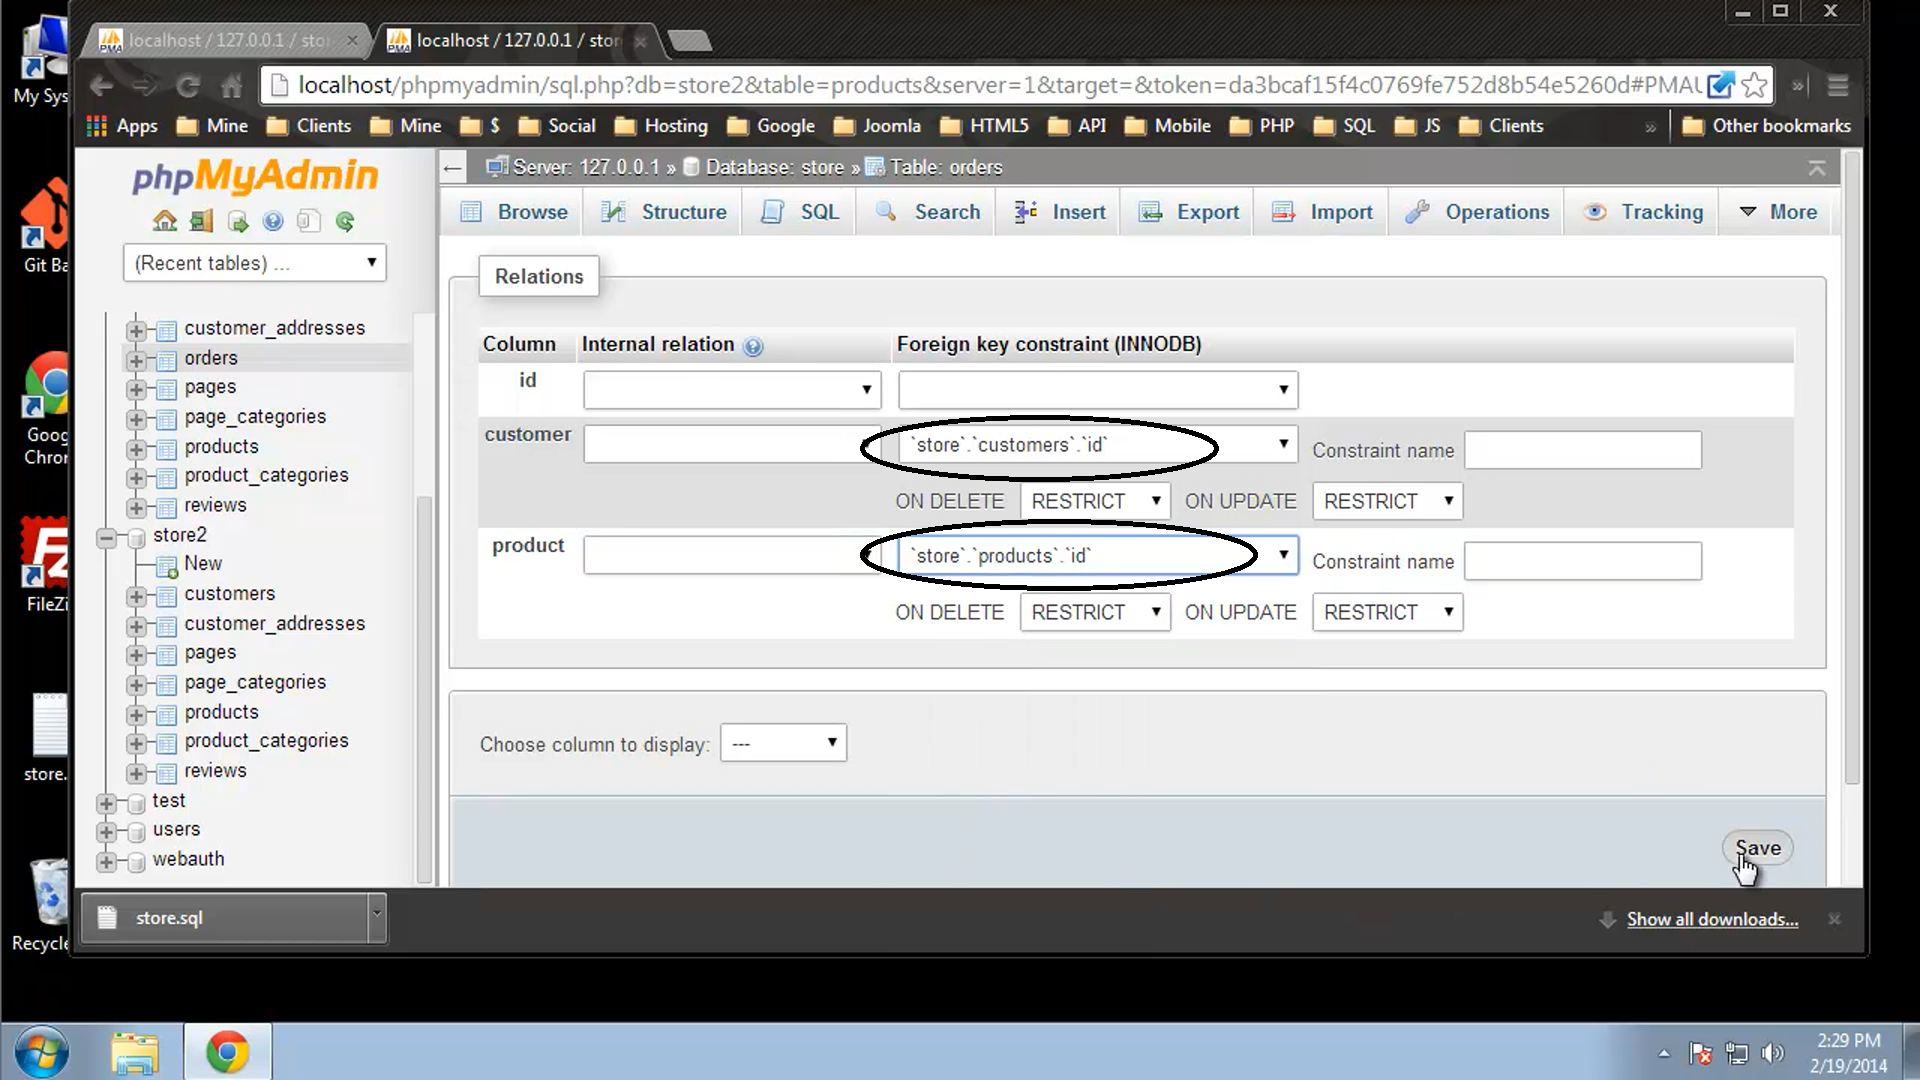 My Sys
localhost / 127.0.0.1 / stor
localhost / 127.0.0.1 / stor
localhost/phpmyadmin/sql.php?db=store2&table=products&server=1&target=&token=da3bcaf15f4c0769fe752d8b54e5260d#PMAU
Apps Mine Clients Mine $ Social Hosting Google Joomla HTML5 API Mobile PHP SQL JS Clients » Other bookmarks
phpMyAdmin
(Recent tables) ...
Server: 127.0.0.1 » Database: store » Table: orders
Browse Structure SQL Search Insert Export Import Operations Tracking More
Git Ba
Goog
Chrom
FileZi
store.
Recycle
customer_addresses
orders
pages
page_categories
products
product_categories
reviews
store2
New
customers
customer_addresses
pages
page_categories
products
product_categories
reviews
test
users
webauth
Relations
Column Internal relation Foreign key constraint (INNODB)
id
customer `store`.`customers`.`id` Constraint name
ON DELETE RESTRICT ON UPDATE RESTRICT
product `store`.`products`.`id` Constraint name
ON DELETE RESTRICT ON UPDATE RESTRICT
Choose column to display: ---
Save
store.sql
Show all downloads...
2:29 PM
2/19/2014